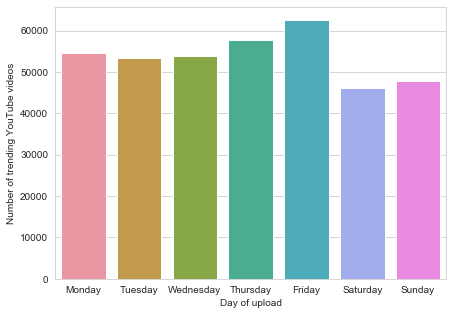 Number of trending YouTube videos
60000
50000
40000
30000
20000
10000
0
Monday Tuesday Wednesday Thursday Friday Saturday Sunday
Day of upload